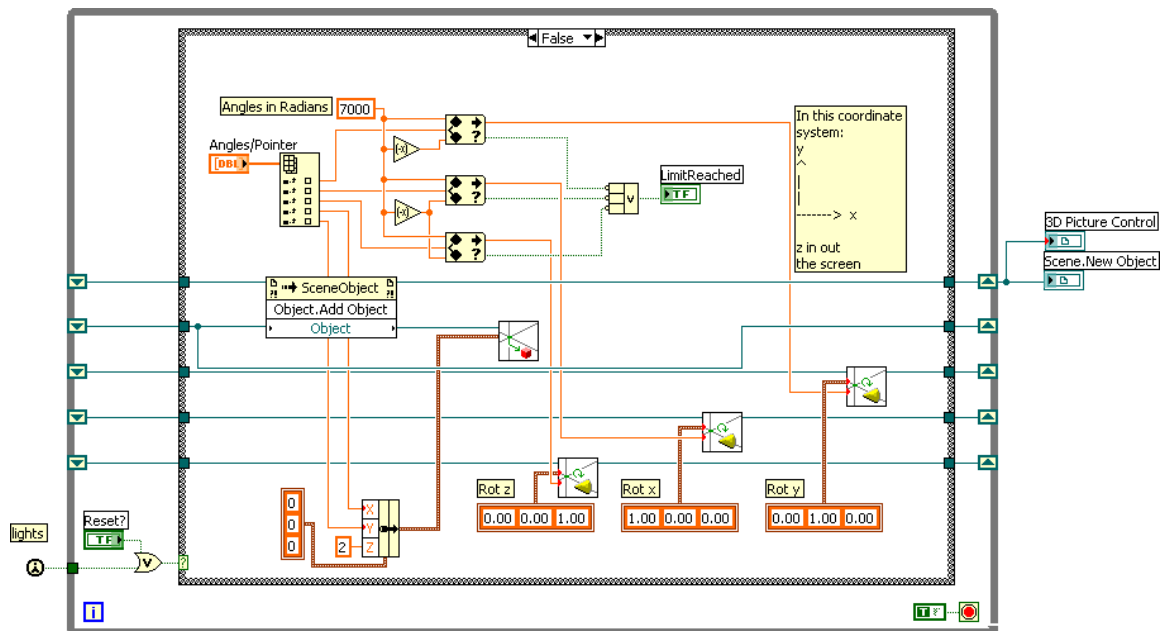 False
Angles in Radians
7000
Angles/Pointer
[DBL
(-x)
(-x)
?
?
?
v
LimitReached
TF
In this coordinate
system:
y
^
|
|
------> x
z in out
the screen
3D Picture Control
Scene.New Object
SceneObject
Object.Add Object
Object
Rot z
0.00 0.00 1.00
Rot x
1.00 0.00 0.00
Rot y
0.00 1.00 0.00
0
0
0
X
Y
2
Z
lights
Reset?
TF
V
?
i
T F